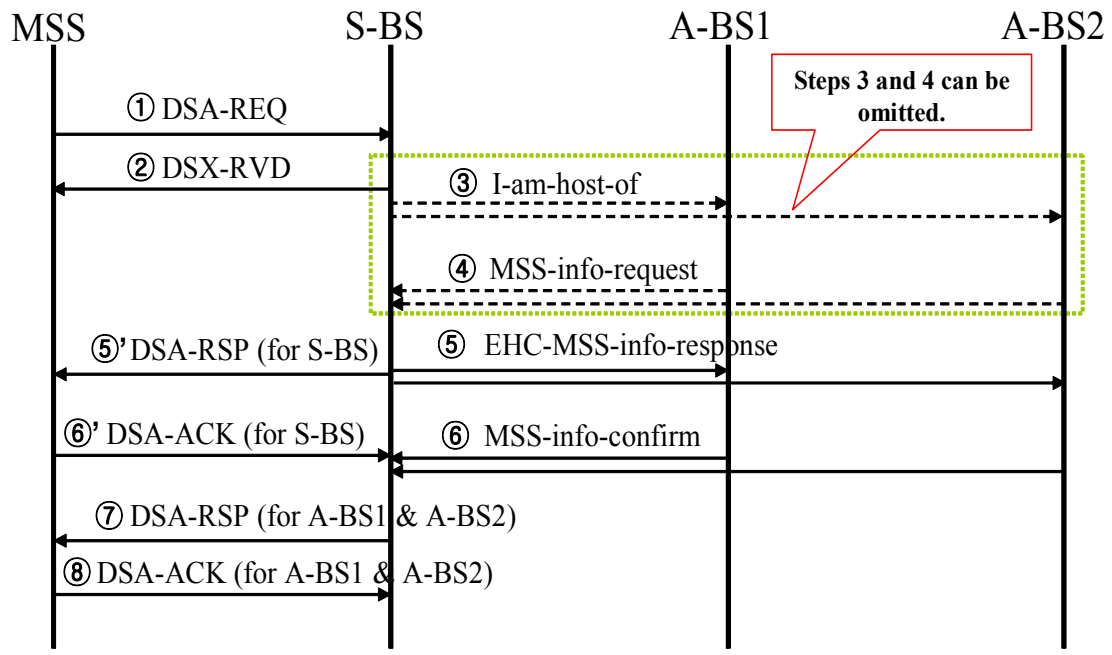 MSS S-BS A-BS1 A-BS2
Steps 3 and 4 can be
omitted.
① DSA-REQ
② DSX-RVD
③ I-am-host-of
④ MSS-info-request
⑤' DSA-RSP (for S-BS)
⑤ EHC-MSS-info-response
⑥' DSA-ACK (for S-BS)
⑥ MSS-info-confirm
⑦ DSA-RSP (for A-BS1 & A-BS2)
⑧ DSA-ACK (for A-BS1 & A-BS2)